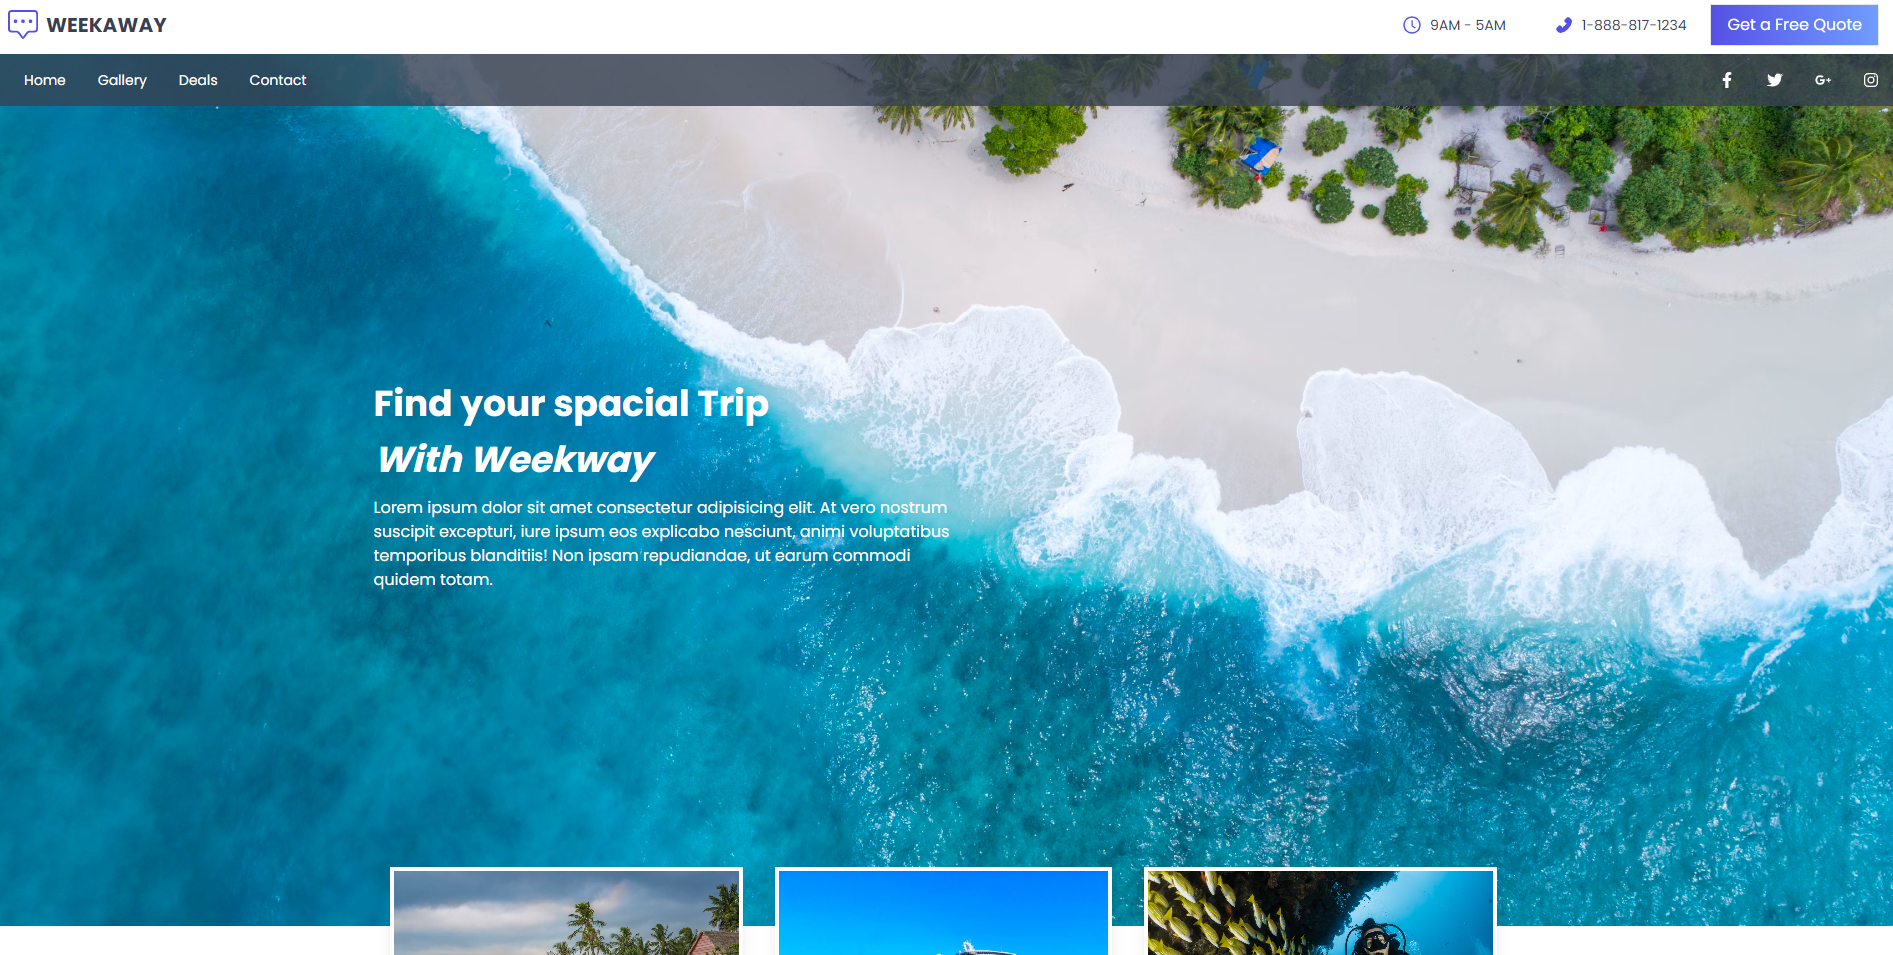 WEEKAWAY
9AM - 5AM
1-888-817-1234
Get a Free Quote
Home
Gallery
Deals
Contact
Find your spacial Trip
With Weekway
Lorem ipsum dolor sit amet consectetur adipisicing elit. At vero nostrum
suscipit excepturi, iure ipsum eos explicabo nesciunt, animi voluptatibus
temporibus blanditiis! Non ipsam repudiandae, ut earum commodi
quidem totam.